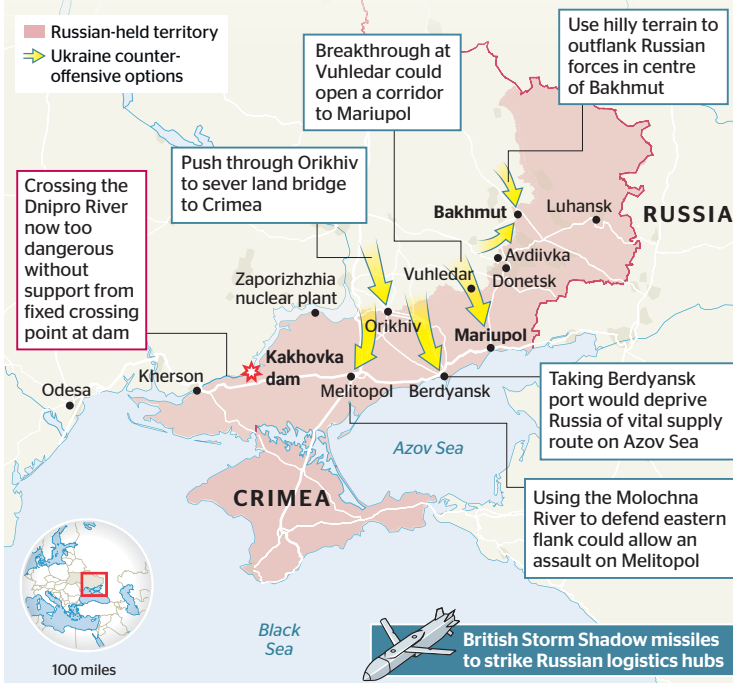 Russian-held territory
Ukraine counter-
offensive options
Breakthrough at
Vuhledar could
open a corridor
to Mariupol
Use hilly terrain to
outflank Russian
forces in centre
of Bakhmut
Push through Orikhiv
to sever land bridge
to Crimea
Crossing the
Dnipro River
now too
dangerous
without
support from
fixed crossing
point at dam
Bakhmut
Luhansk
RUSSIA
Avdiivka
Donetsk
Vuhledar
Zaporizhzhia
nuclear plant
Orikhiv
Mariupol
Kakhovka
dam
Kherson
Odesa
Melitopol
Berdyansk
Taking Berdyansk
port would deprive
Russia of vital supply
route on Azov Sea
Azov Sea
CRIMEA
Using the Molochna
River to defend eastern
flank could allow an
assault on Melitopol
Black
Sea
100 miles
British Storm Shadow missiles
to strike Russian logistics hubs